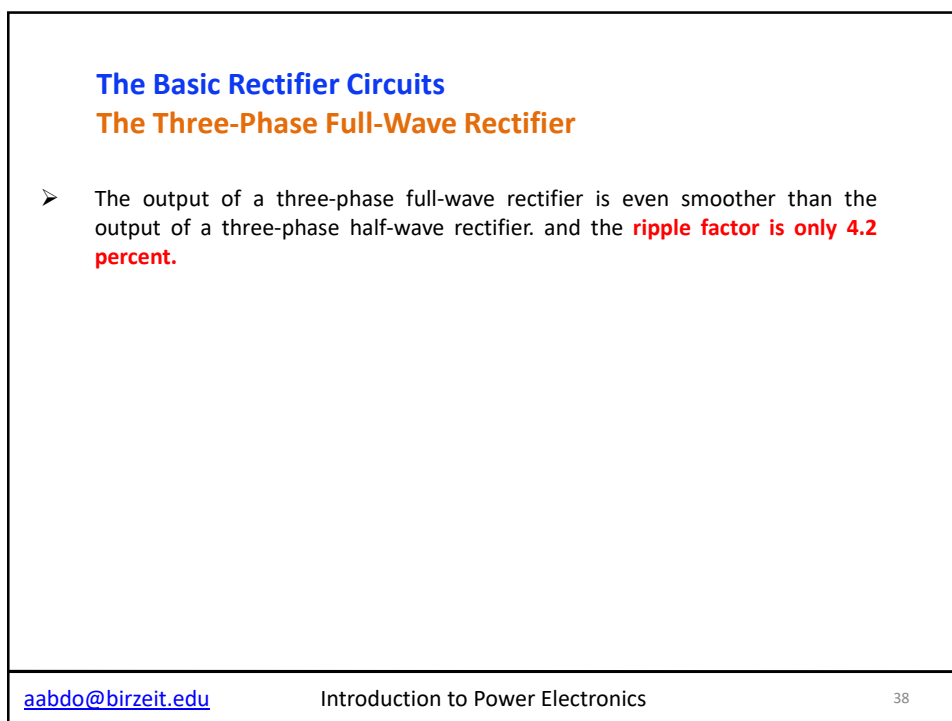 The Basic Rectifier Circuits
The Three-Phase Full-Wave Rectifier
➢ The output of a three-phase full-wave rectifier is even smoother than the
output of a three-phase half-wave rectifier. and the ripple factor is only 4.2
percent.
aabdo@birzeit.edu Introduction to Power Electronics 38